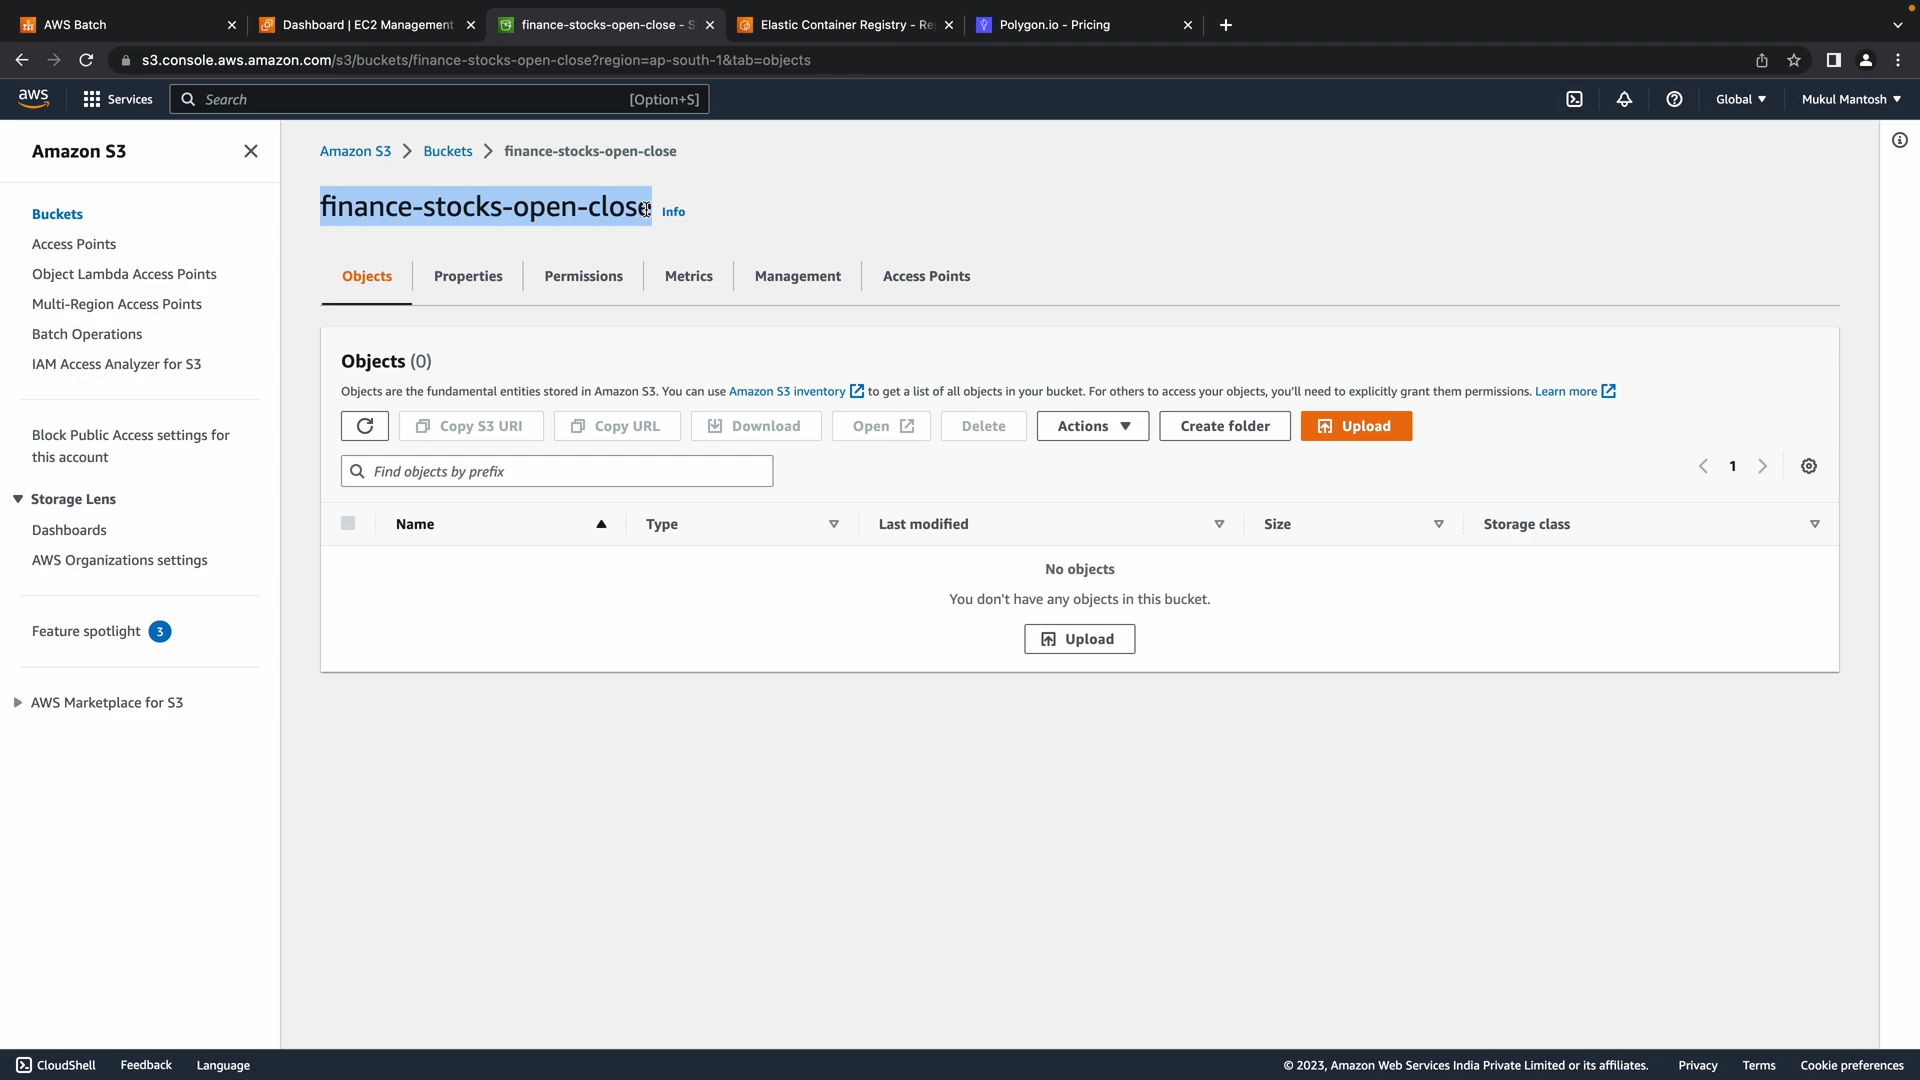 AWS Batch
Dashboard | EC2 Management
finance-stocks-open-close - S
Elastic Container Registry - Re
Polygon.io - Pricing
s3.console.aws.amazon.com/s3/buckets/finance-stocks-open-close?region=ap-south-1&tab=objects
aws
Services
Search
[Option+S]
Global
Mukul Mantosh
Amazon S3
Buckets
Access Points
Object Lambda Access Points
Multi-Region Access Points
Batch Operations
IAM Access Analyzer for S3
Block Public Access settings for
this account
Storage Lens
Dashboards
AWS Organizations settings
Feature spotlight 3
AWS Marketplace for S3
Amazon S3 > Buckets > finance-stocks-open-close
finance-stocks-open-close Info
Objects
Properties
Permissions
Metrics
Management
Access Points
Objects (0)
Objects are the fundamental entities stored in Amazon S3. You can use Amazon S3 inventory to get a list of all objects in your bucket. For others to access your objects, you'll need to explicitly grant them permissions. Learn more
Copy S3 URI
Copy URL
Download
Open
Delete
Actions
Create folder
Upload
Find objects by prefix
1
Name
Type
Last modified
Size
Storage class
No objects
You don't have any objects in this bucket.
Upload
CloudShell
Feedback
Language
© 2023, Amazon Web Services India Private Limited or its affiliates.
Privacy
Terms
Cookie preferences